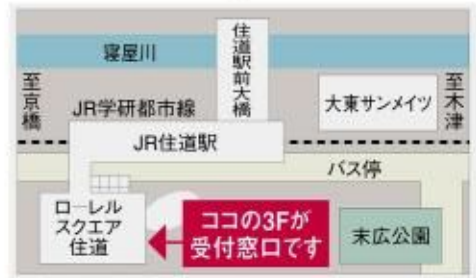 寝屋川
住道駅前大橋
至京橋
JR学研都市線
大東サンメイツ
至木津
JR住道駅
バス停
ローレル
スクエア
住道
ココの3Fが
受付窓口です
末広公園